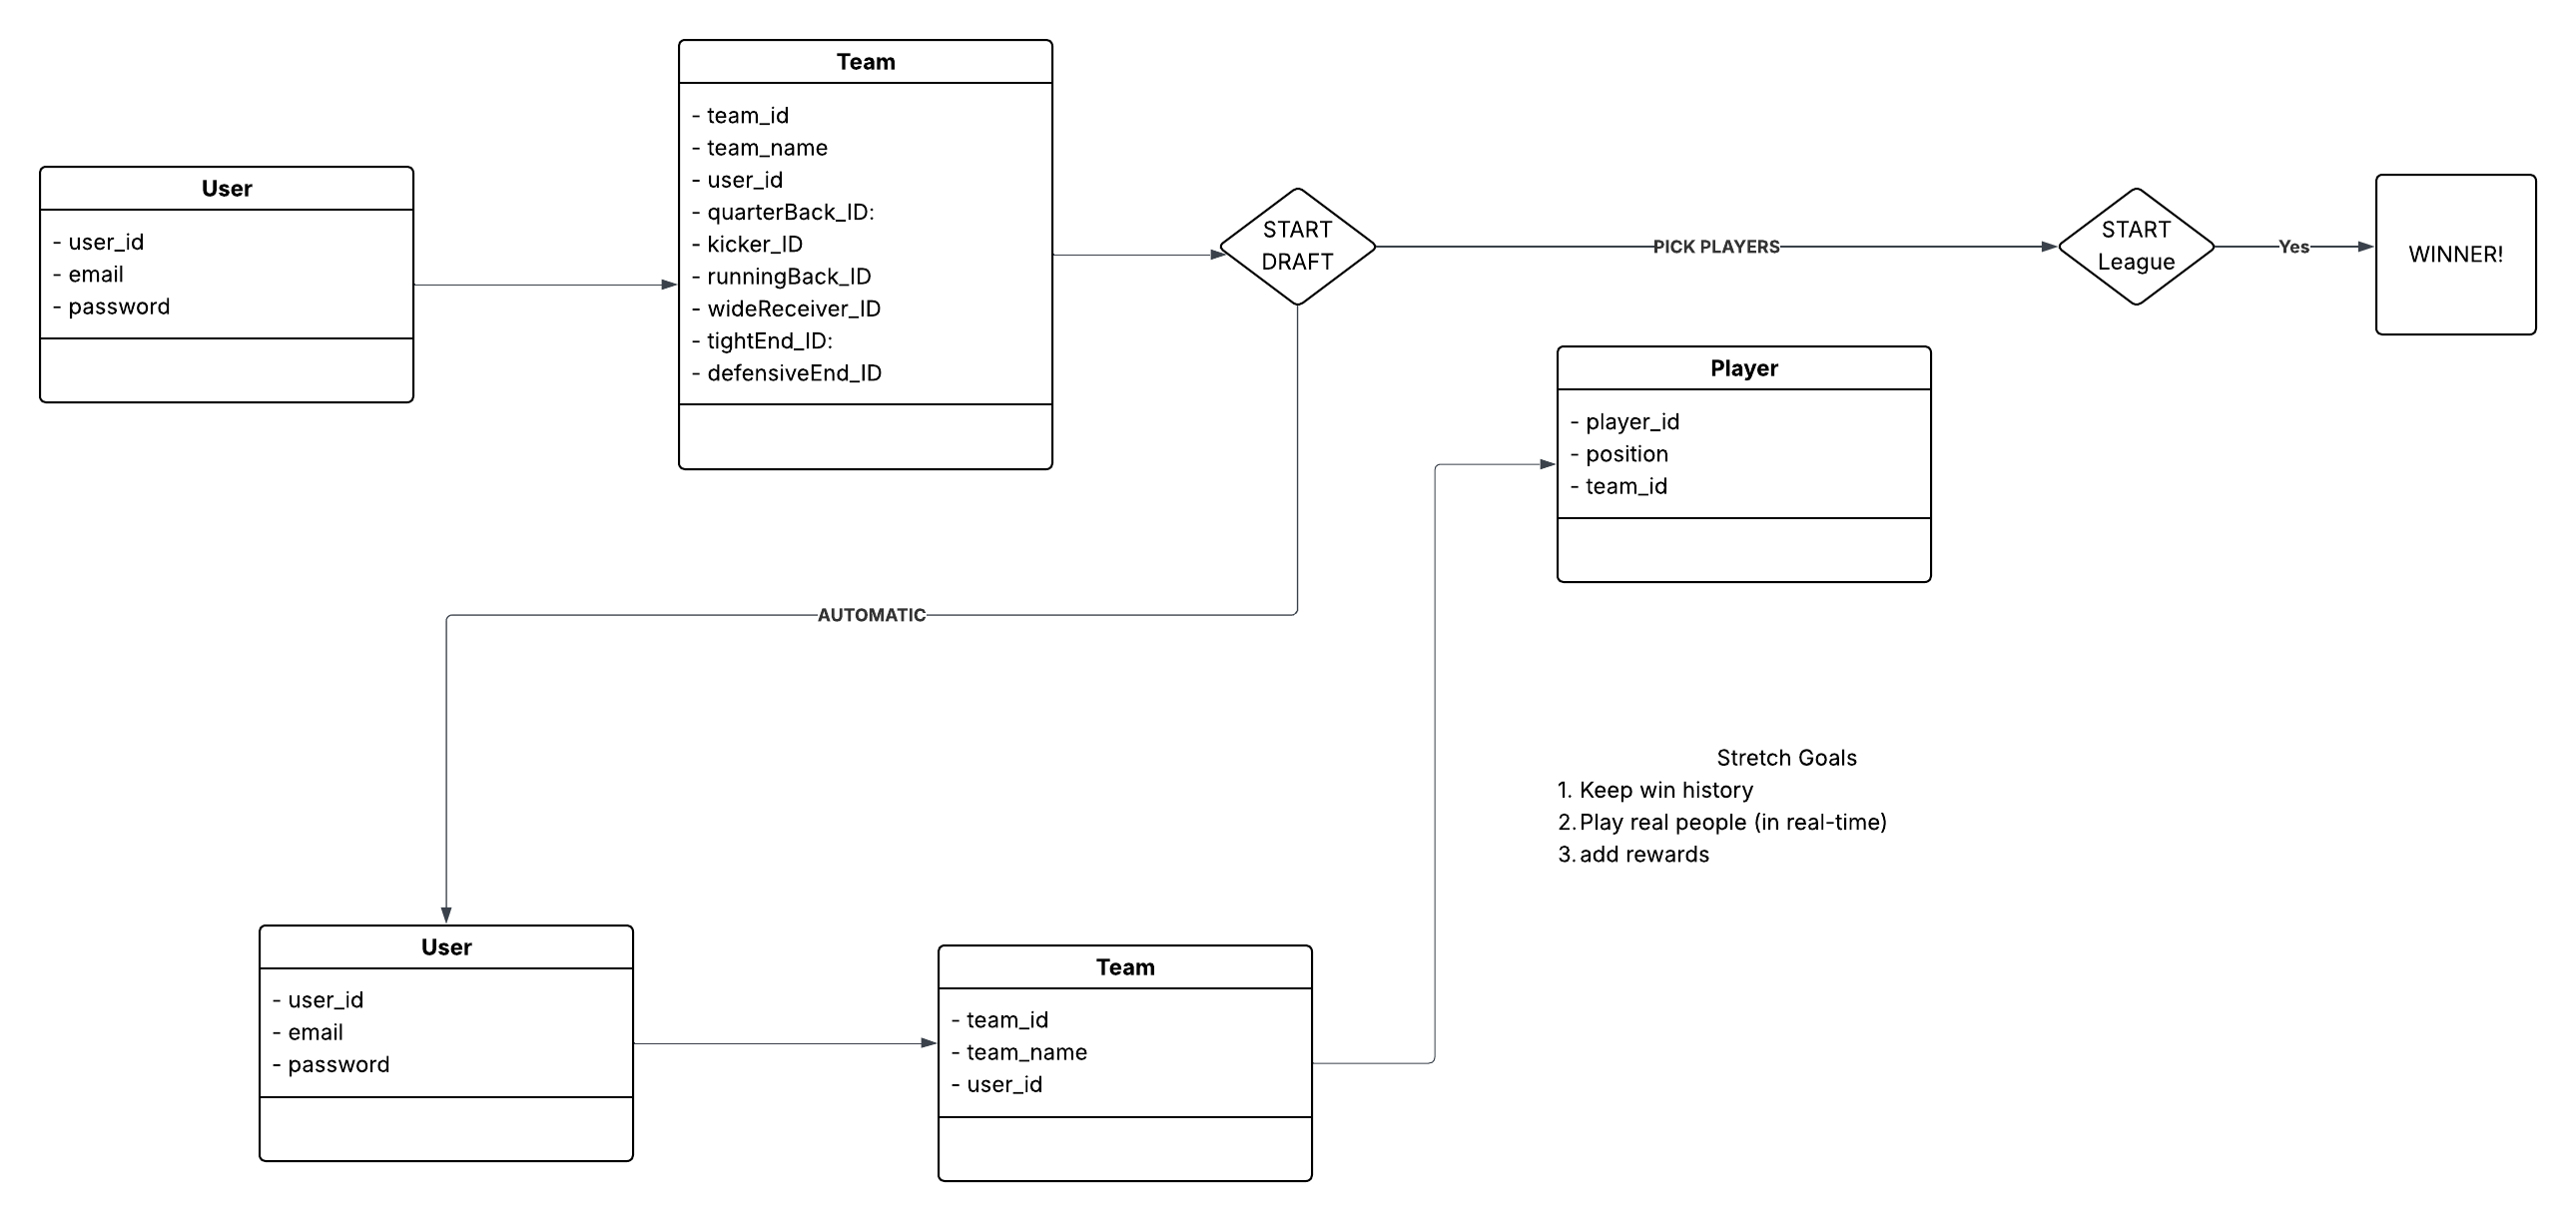 User
- user_id
- email
- password
Team
- team_id
- team_name
- user_id
- quarterBack_ID:
- kicker_ID
- runningBack_ID
- wideReceiver_ID
- tightEnd_ID:
- defensiveEnd_ID
START
DRAFT
PICK PLAYERS
START
League
Yes
WINNER!
Player
- player_id
- position
- team_id
AUTOMATIC
Stretch Goals
1. Keep win history
2. Play real people (in real-time)
3. add rewards
User
- user_id
- email
- password
Team
- team_id
- team_name
- user_id